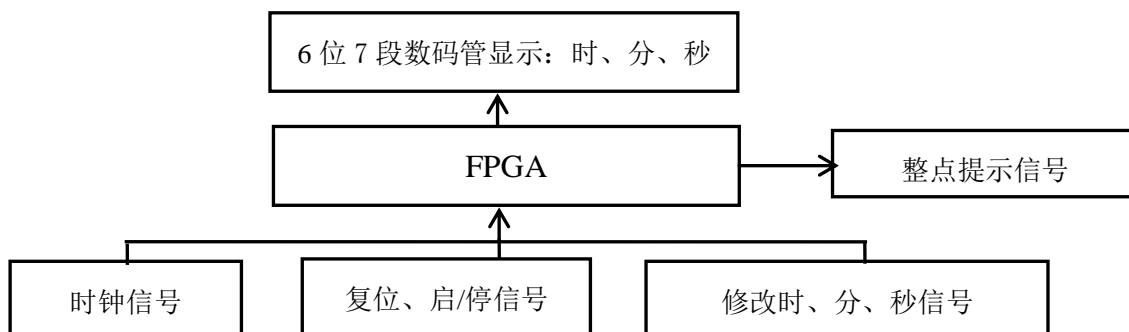 6 位 7 段数码管显示：时、分、秒
FPGA
整点提示信号
时钟信号
复位、启/停信号
修改时、分、秒信号